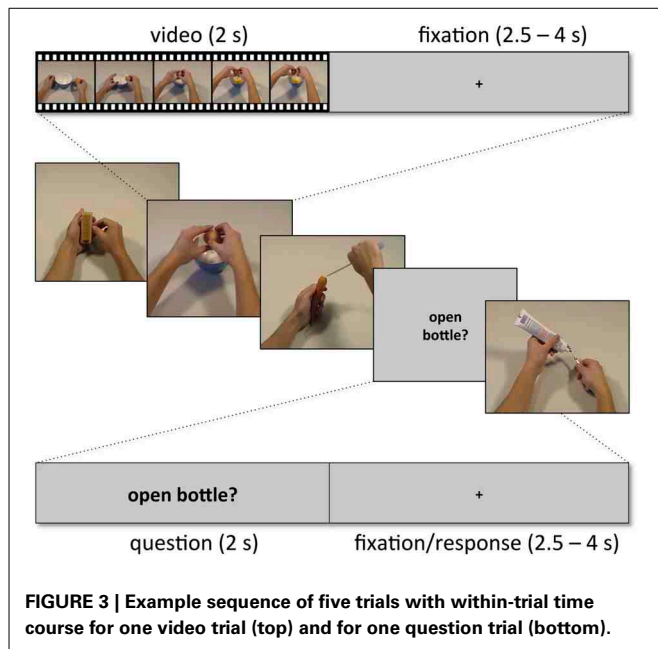 video (2 s)
fixation (2.5 – 4 s)
+
open
bottle?
open bottle?
+
question (2 s)
fixation/response (2.5 – 4 s)
FIGURE 3 | Example sequence of five trials with within-trial time
course for one video trial (top) and for one question trial (bottom).